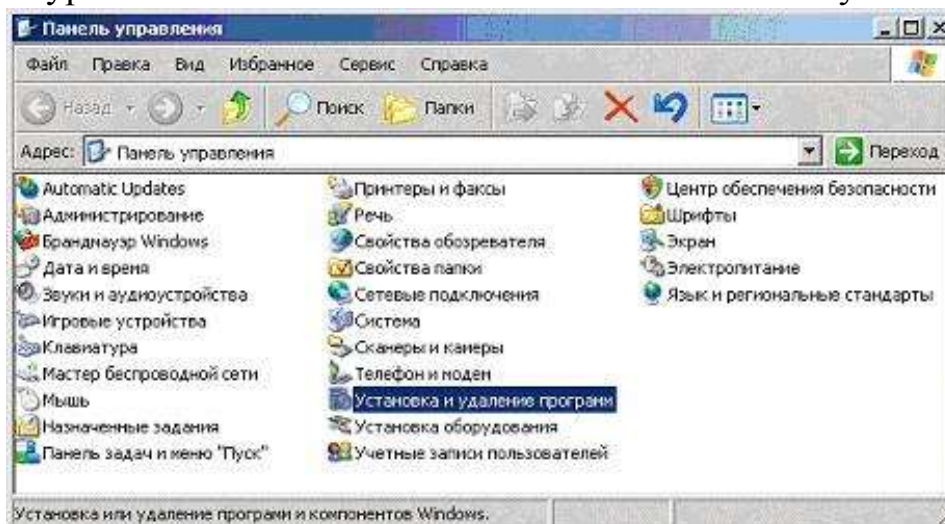 Панель управления
Файл Правка Вид Избранное Сервис Справка
Назад Поиск Папки
Адрес: Панель управления Переход
Automatic Updates
Администрирование
Брандмауэр Windows
Дата и время
Звуки и аудиоустройства
Игровые устройства
Клавиатура
Мастер беспроводной сети
Мышь
Назначенные задания
Панель задач и меню "Пуск"
Принтеры и факсы
Речь
Свойства обозревателя
Свойства папки
Сетевые подключения
Система
Сканеры и камеры
Телефон и модем
Установка и удаление программ
Установка оборудования
Учетные записи пользователей
Центр обеспечения безопасности
Шрифты
Экран
Электропитание
Язык и региональные стандарты
Установка или удаление программ и компонентов Windows.